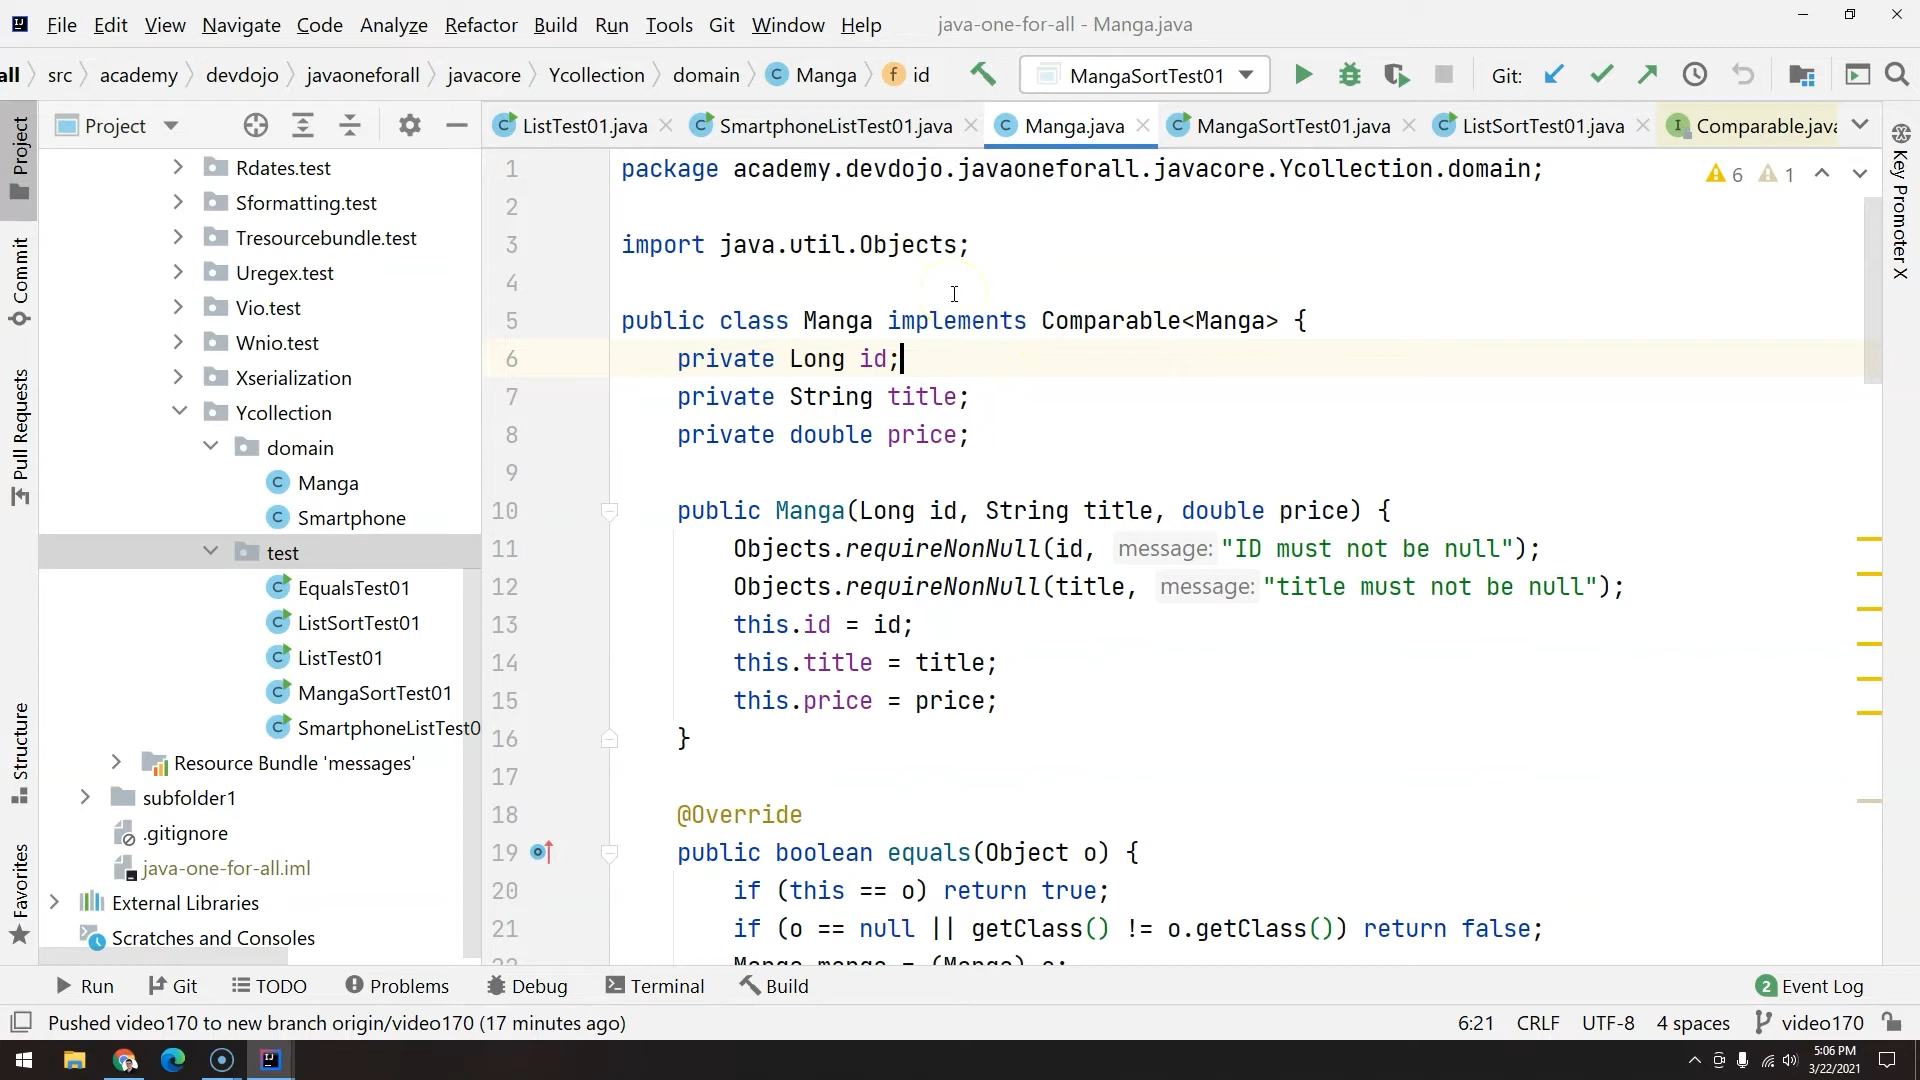 File Edit View Navigate Code Analyze Refactor Build Run Tools Git Window Help java-one-for-all - Manga.java
all src academy devdojo javaoneforall javacore Ycollection domain Manga id MangaSortTest01 Git:
Project ListTest01.java SmartphoneListTest01.java Manga.java MangaSortTest01.java ListSortTest01.java Comparable.java
Project
Commit
Pull Requests
Structure
Favorites
Rdates.test
Sformatting.test
Tresourcebundle.test
Uregex.test
Vio.test
Wnio.test
Xserialization
Ycollection
domain
Manga
Smartphone
test
EqualsTest01
ListSortTest01
ListTest01
MangaSortTest01
SmartphoneListTest0
Resource Bundle 'messages'
subfolder1
.gitignore
java-one-for-all.iml
External Libraries
Scratches and Consoles
1 package academy.devdojo.javaoneforall.javacore.Ycollection.domain;
2
3 import java.util.Objects;
4
5 public class Manga implements Comparable<Manga> {
6 private Long id;
7 private String title;
8 private double price;
9
10 public Manga(Long id, String title, double price) {
11 Objects.requireNonNull(id, message: "ID must not be null");
12 Objects.requireNonNull(title, message: "title must not be null");
13 this.id = id;
14 this.title = title;
15 this.price = price;
16 }
17
18 @Override
19 public boolean equals(Object o) {
20 if (this == o) return true;
21 if (o == null || getClass() != o.getClass()) return false;
22 Manga manga = (Manga) o;
6 1
Key Promoter X
Run Git TODO Problems Debug Terminal Build 2 Event Log
Pushed video170 to new branch origin/video170 (17 minutes ago) 6:21 CRLF UTF-8 4 spaces video170
5:06 PM
3/22/2021